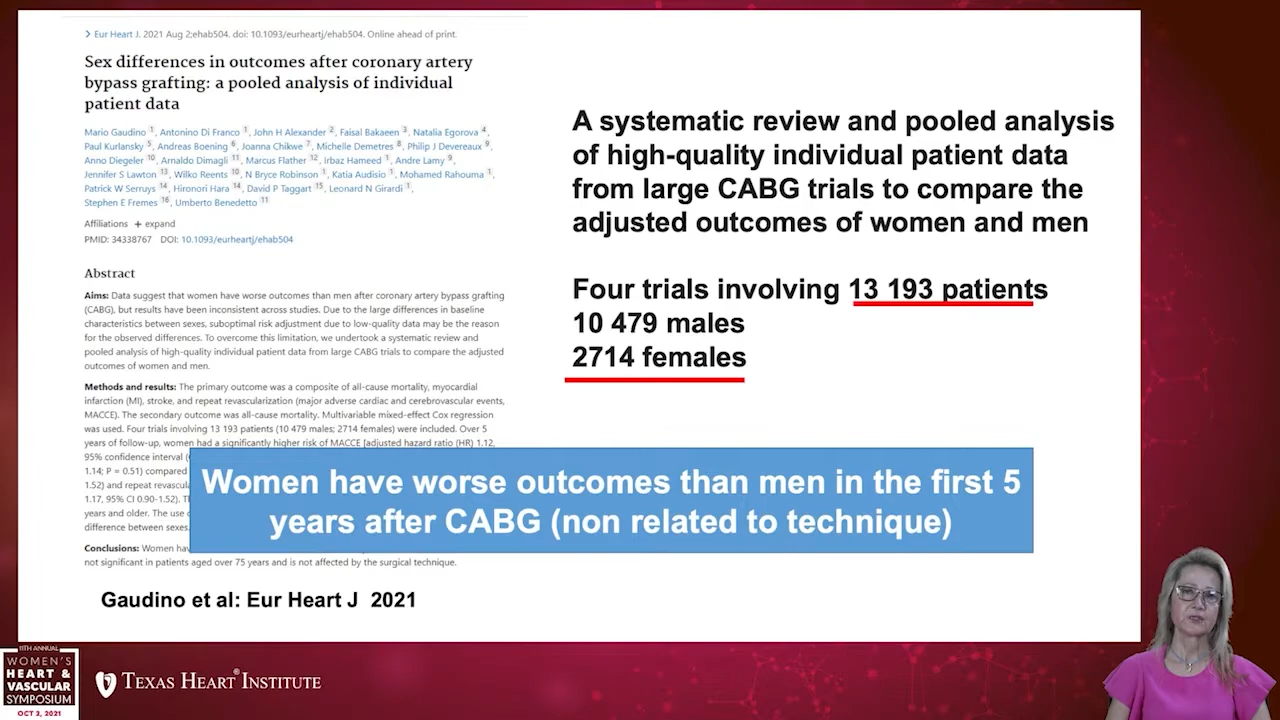 Eur Heart J. 2021 Aug 2;ehab504. doi: 10.1093/eurheartj/ehab504. Online ahead of print.
Sex differences in outcomes after coronary artery
bypass grafting: a pooled analysis of individual
patient data
Mario Gaudino 1, Antonino Di Franco 1, John H Alexander 2, Faisal Bakaeen 3, Natalia Egorova 4,
Paul Kurlansky 5, Andreas Boening 6, Joanna Chikwe 7, Michelle Demetres 8, Philip J Devereaux 9,
Anno Diegeler 10, Arnaldo Dimagli 11, Marcus Flather 12, Irbaz Hameed 1, Andre Lamy 9,
Jennifer S Lawton 13, Wilko Reents 10, N Bryce Robinson 1, Katia Audisio 1, Mohamed Rahouma 1,
Patrick W Serruys 14, Hironori Hara 14, David P Taggart 15, Leonard N Girardi 1,
Stephen E Fremes 16, Umberto Benedetto 11
Affiliations + expand
PMID: 34338767 DOI: 10.1093/eurheartj/ehab504
Abstract
Aims: Data suggest that women have worse outcomes than men after coronary artery bypass grafting
(CABG), but results have been inconsistent across studies. Due to the large differences in baseline
characteristics between sexes, suboptimal risk adjustment due to low-quality data may be the reason
for the observed differences. To overcome this limitation, we undertook a systematic review and
pooled analysis of high-quality individual patient data from large CABG trials to compare the adjusted
outcomes of women and men.
Methods and results: The primary outcome was a composite of all-cause mortality, myocardial
infarction (MI), stroke, and repeat revascularization (major adverse cardiac and cerebrovascular events,
MACCE). The secondary outcome was all-cause mortality. Multivariable mixed-effect Cox regression
was used. Four trials involving 13 193 patients (10 479 males; 2714 females) were included. Over 5
years of follow-up, women had a significantly higher risk of MACCE [adjusted hazard ratio (HR) 1.12,
95% confidence interval
1.14; P = 0.51) compared
1.52) and repeat
1.17, 95% CI 0.90-1.52).
years and older. The use
difference between sexes.
Conclusions: Women
not significant in patients aged over 75 years and is not affected by the surgical technique.
Gaudino et al: Eur Heart J 2021
A systematic review and pooled analysis
of high-quality individual patient data
from large CABG trials to compare the
adjusted outcomes of women and men
Four trials involving 13 193 patients
10 479 males
2714 females
Women have worse outcomes than men in the first 5
years after CABG (non related to technique)
11TH ANNUAL
WOMEN'S
HEART &
VASCULAR
SYMPOSIUM
OCT 2, 2021
TEXAS HEART® INSTITUTE